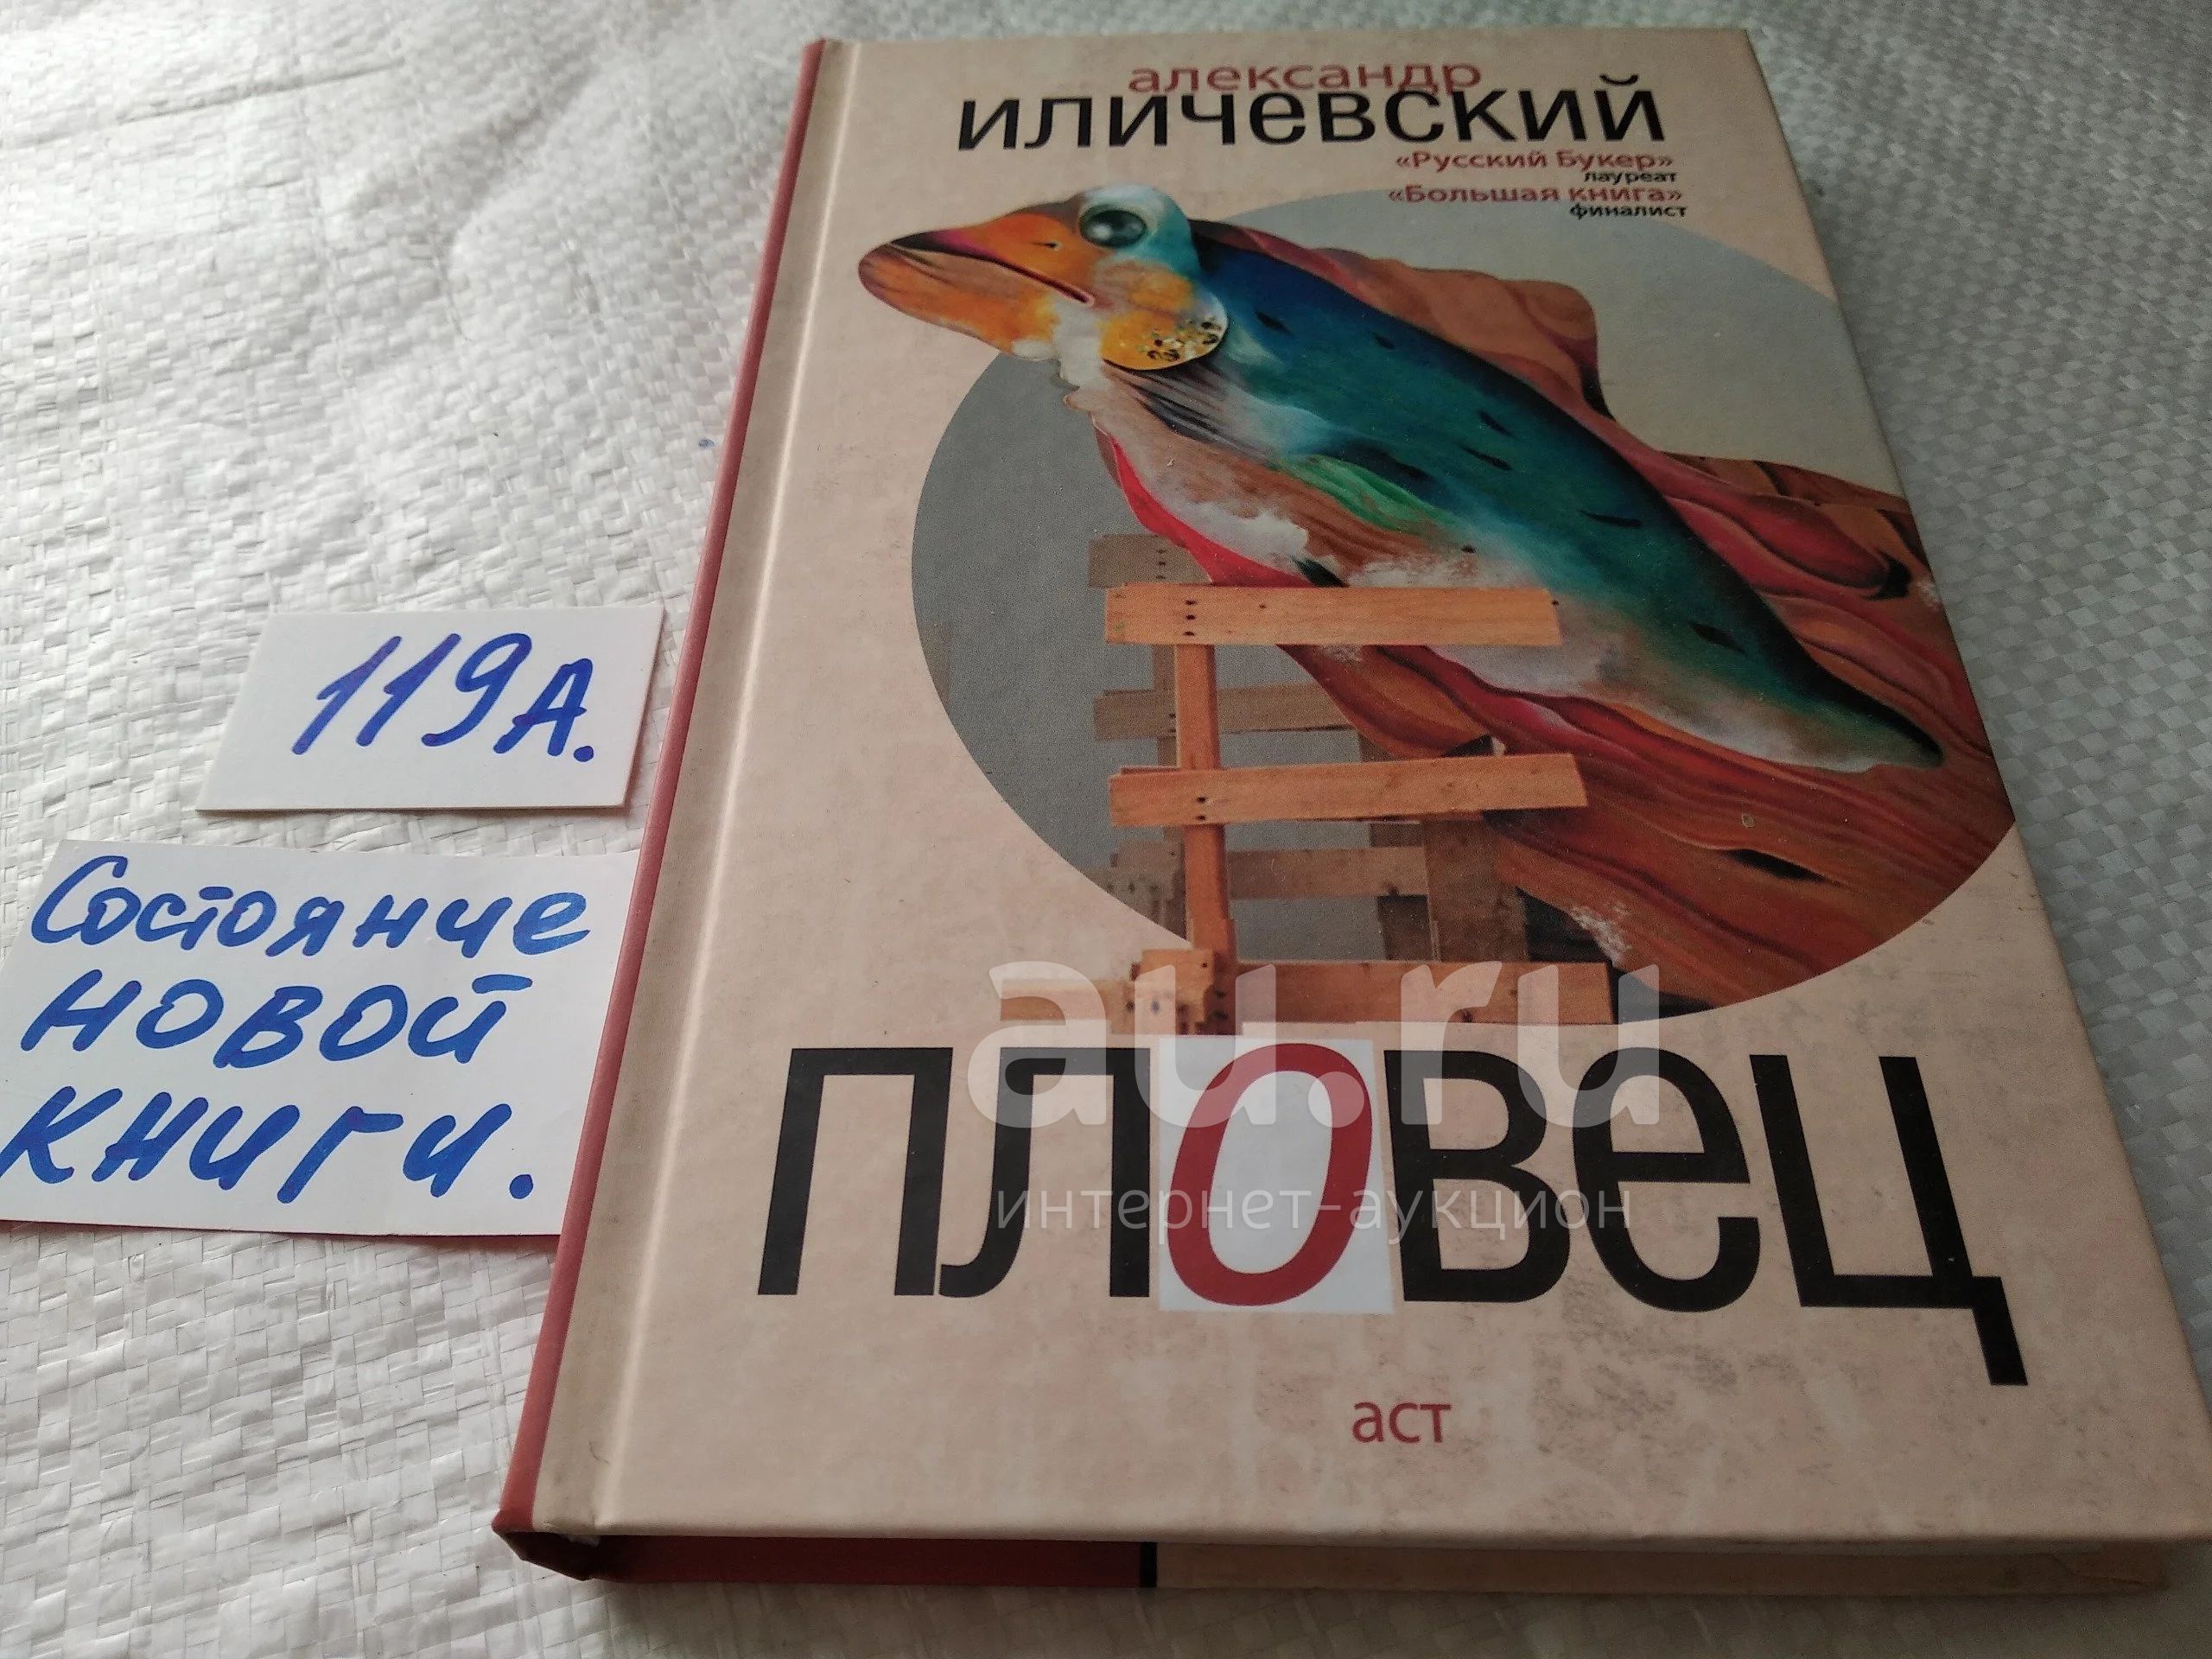 александр
иличевский
«Русский Букер»
лауреат
«Большая книга»
финалист
119А.
Состояние
новой
книги.
au.ru
интернет-аукцион
пловец
аст